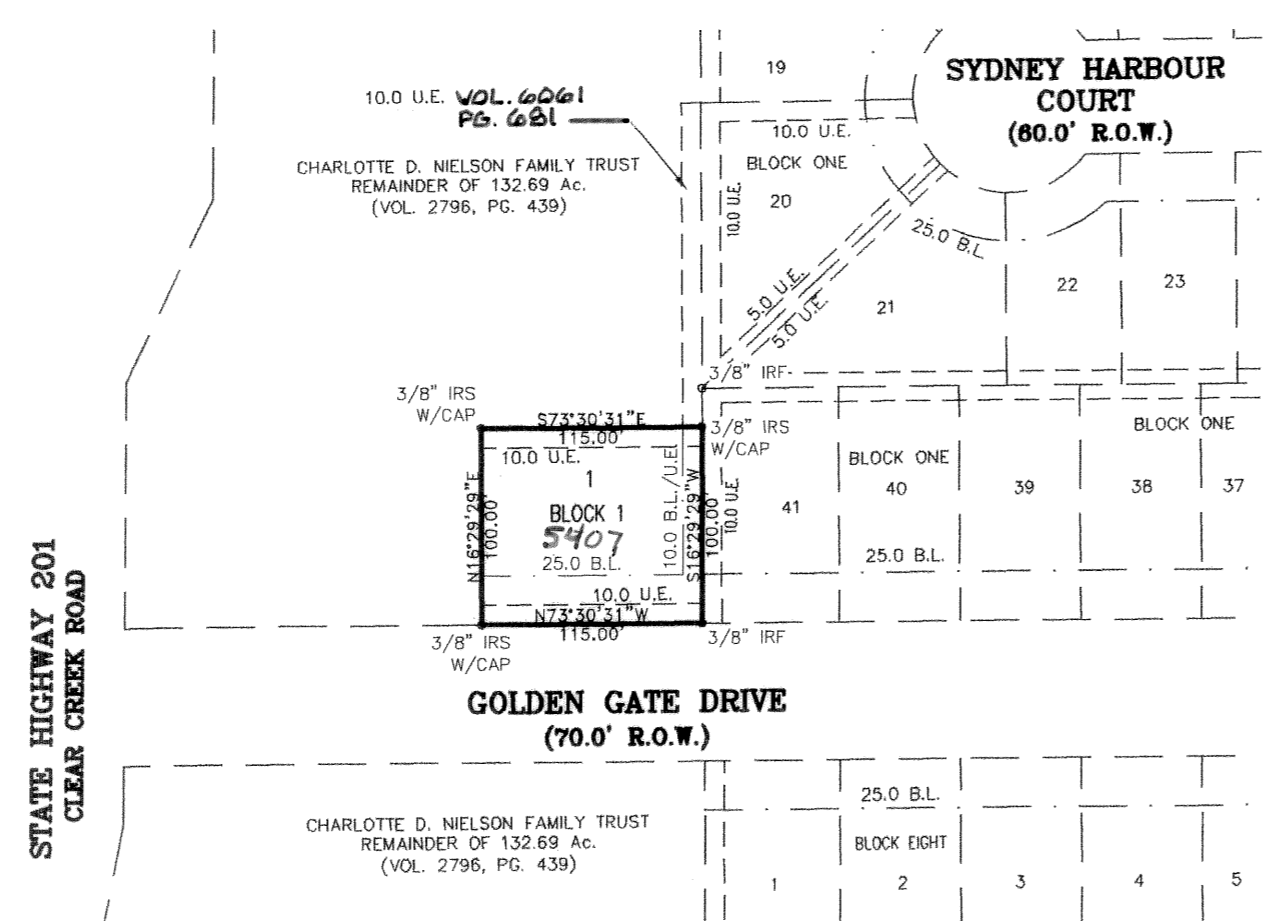 19
SYDNEY HARBOUR
COURT
(60.0' R.O.W.)
10.0 U.E. VOL. 6061
PG. 681
10.0 U.E.
BLOCK ONE
CHARLOTTE D. NIELSON FAMILY TRUST
REMAINDER OF 132.69 Ac.
(VOL. 2796, PG. 439)
20
10.0 U.E.
25.0 B.L.
5.0 U.E.
5.0 U.E.
21
22
23
3/8" IRF
3/8" IRS
W/CAP
S73°30'31"E
115.00'
3/8" IRS
W/CAP
BLOCK ONE
10.0 U.E.
1
BLOCK 1
5407
25.0 B.L.
10.0 U.E.
N16°29'29"E
100.00'
10.0 B.L./U.E.
S16°29'29"W
100.00'
10.0 U.E.
41
BLOCK ONE
40
25.0 B.L.
39
38
37
N73°30'31"W
115.00'
3/8" IRS
W/CAP
3/8" IRF
STATE HIGHWAY 201
CLEAR CREEK ROAD
GOLDEN GATE DRIVE
(70.0' R.O.W.)
CHARLOTTE D. NIELSON FAMILY TRUST
REMAINDER OF 132.69 Ac.
(VOL. 2796, PG. 439)
25.0 B.L.
BLOCK EIGHT
1
2
3
4
5